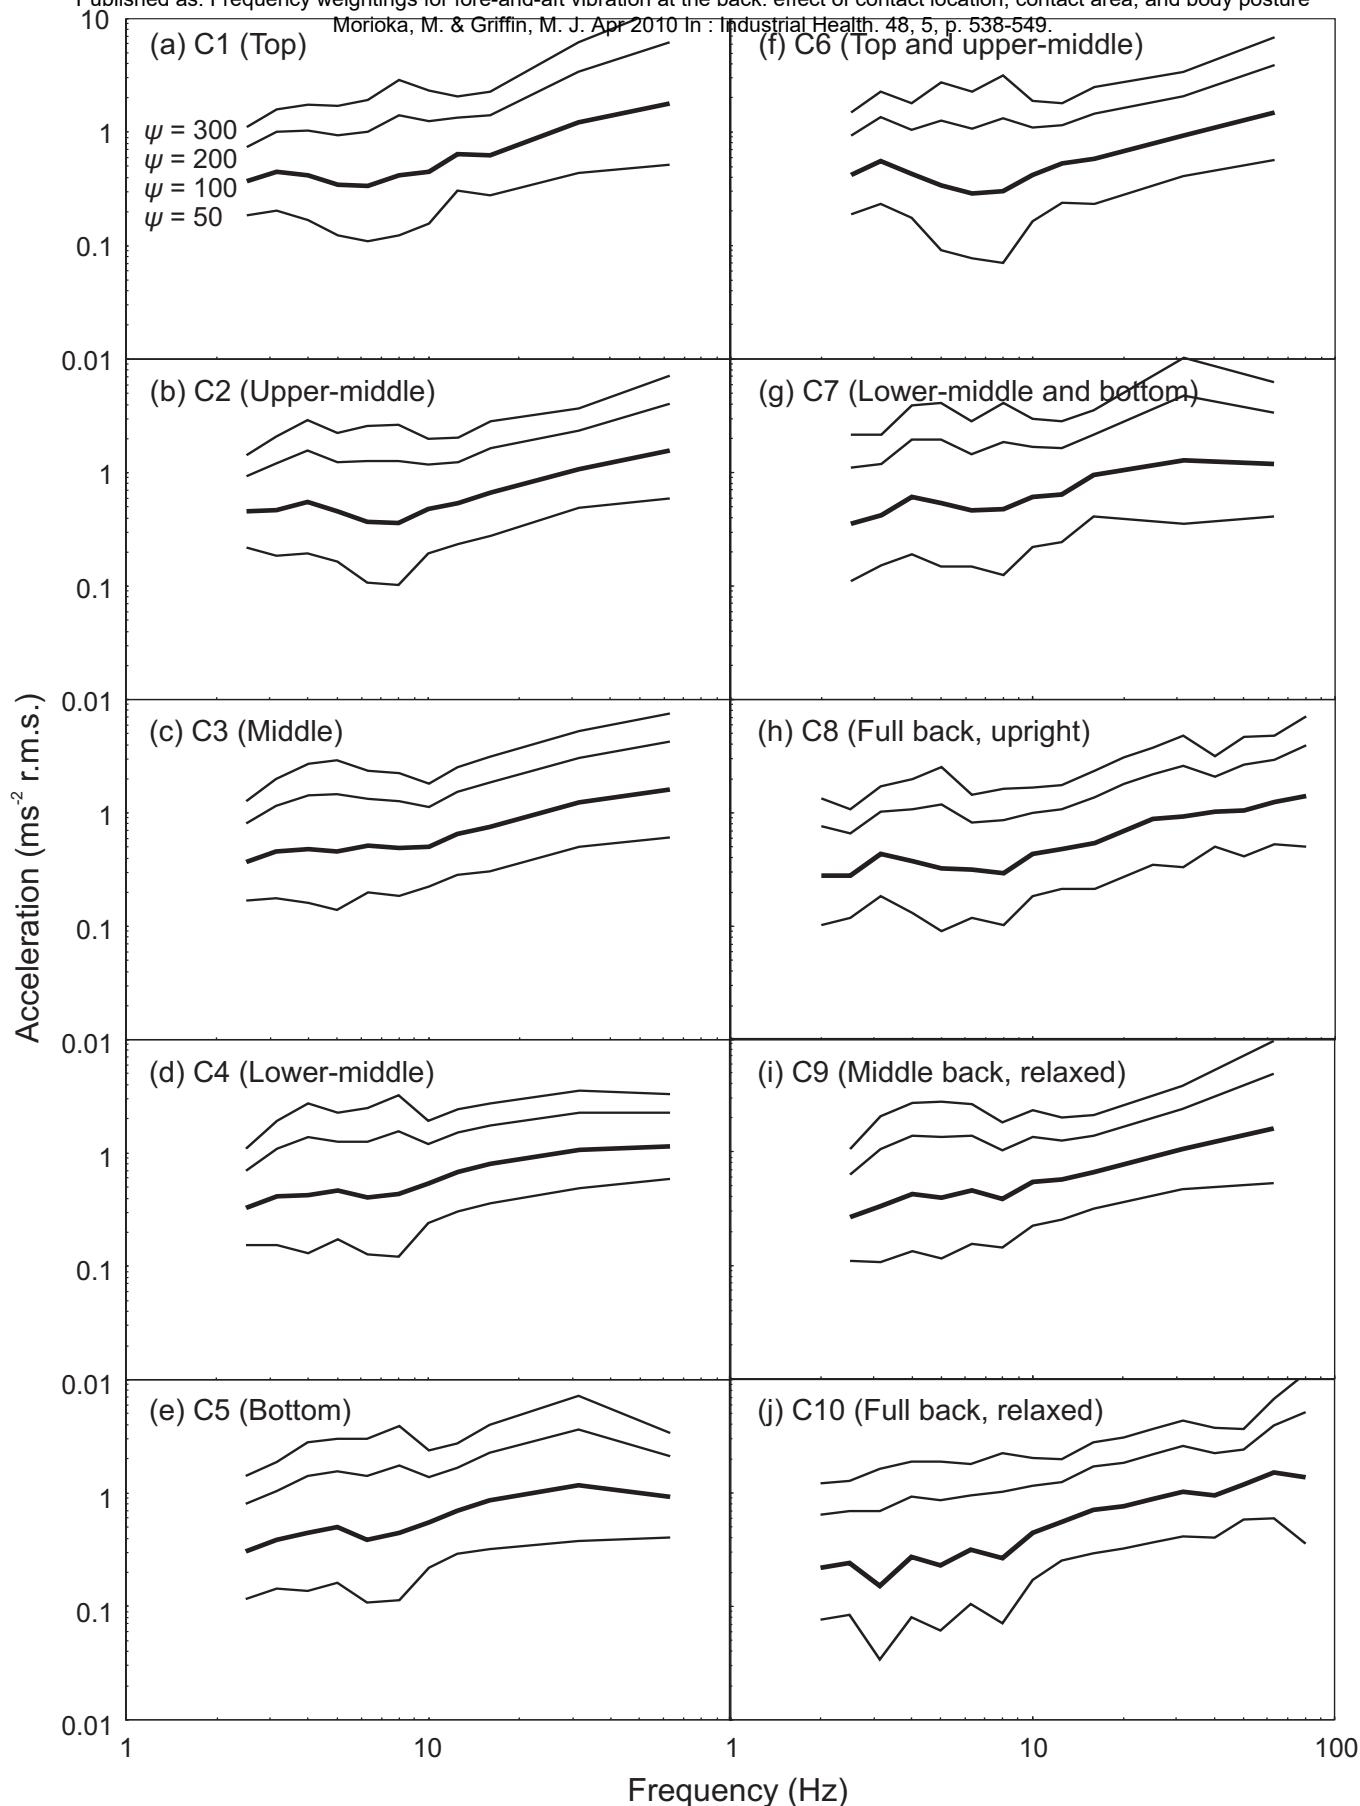 Published as: Frequency weightings for fore-and-aft vibration at the back: effect of contact location, contact area, and body posture
Morioka, M. & Griffin, M. J. Apr 2010 In : Industrial Health. 48, 5, p. 538-549.
10
(a) C1 (Top)
ψ = 300
1
ψ = 200
ψ = 100
ψ = 50
0.1
0.01
(b) C2 (Upper-middle)
1
0.1
0.01
(c) C3 (Middle)
1
0.1
0.01
(d) C4 (Lower-middle)
1
0.1
0.01
(e) C5 (Bottom)
1
0.1
0.01
(f) C6 (Top and upper-middle)
(g) C7 (Lower-middle and bottom)
(h) C8 (Full back, upright)
(i) C9 (Middle back, relaxed)
(j) C10 (Full back, relaxed)
Acceleration (ms⁻² r.m.s.)
1 10 1 10 100
Frequency (Hz)